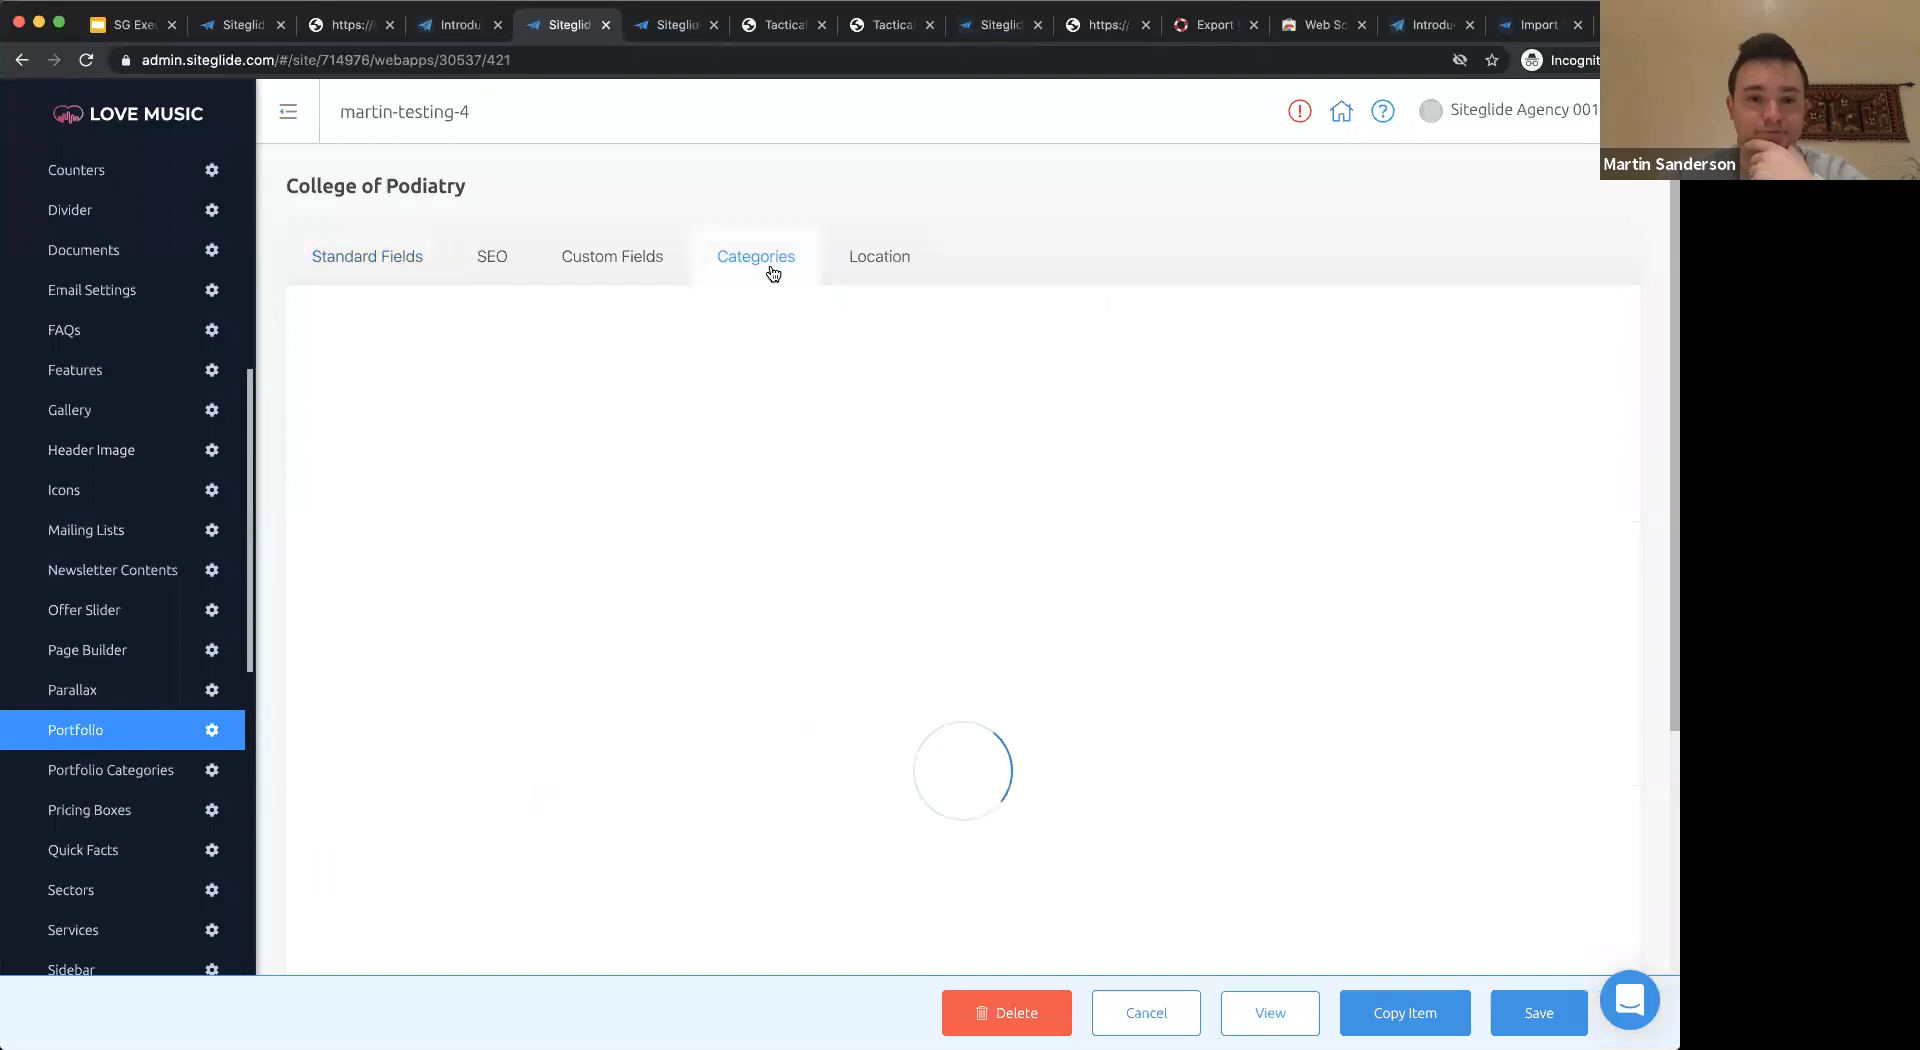 SG Exe
Siteglid
https://
Introdu
Siteglid
Siteglid
Tactical
Tactical
Siteglid
https://
Export
Web Sc
Introdu
Import
admin.siteglide.com/#/site/714976/webapps/30537/421
Incognit
LOVE MUSIC
martin-testing-4
Siteglide Agency 001
Martin Sanderson
College of Podiatry
Standard Fields
SEO
Custom Fields
Categories
Location
Counters
Divider
Documents
Email Settings
FAQs
Features
Gallery
Header Image
Icons
Mailing Lists
Newsletter Contents
Offer Slider
Page Builder
Parallax
Portfolio
Portfolio Categories
Pricing Boxes
Quick Facts
Sectors
Services
Sidebar
Delete
Cancel
View
Copy Item
Save